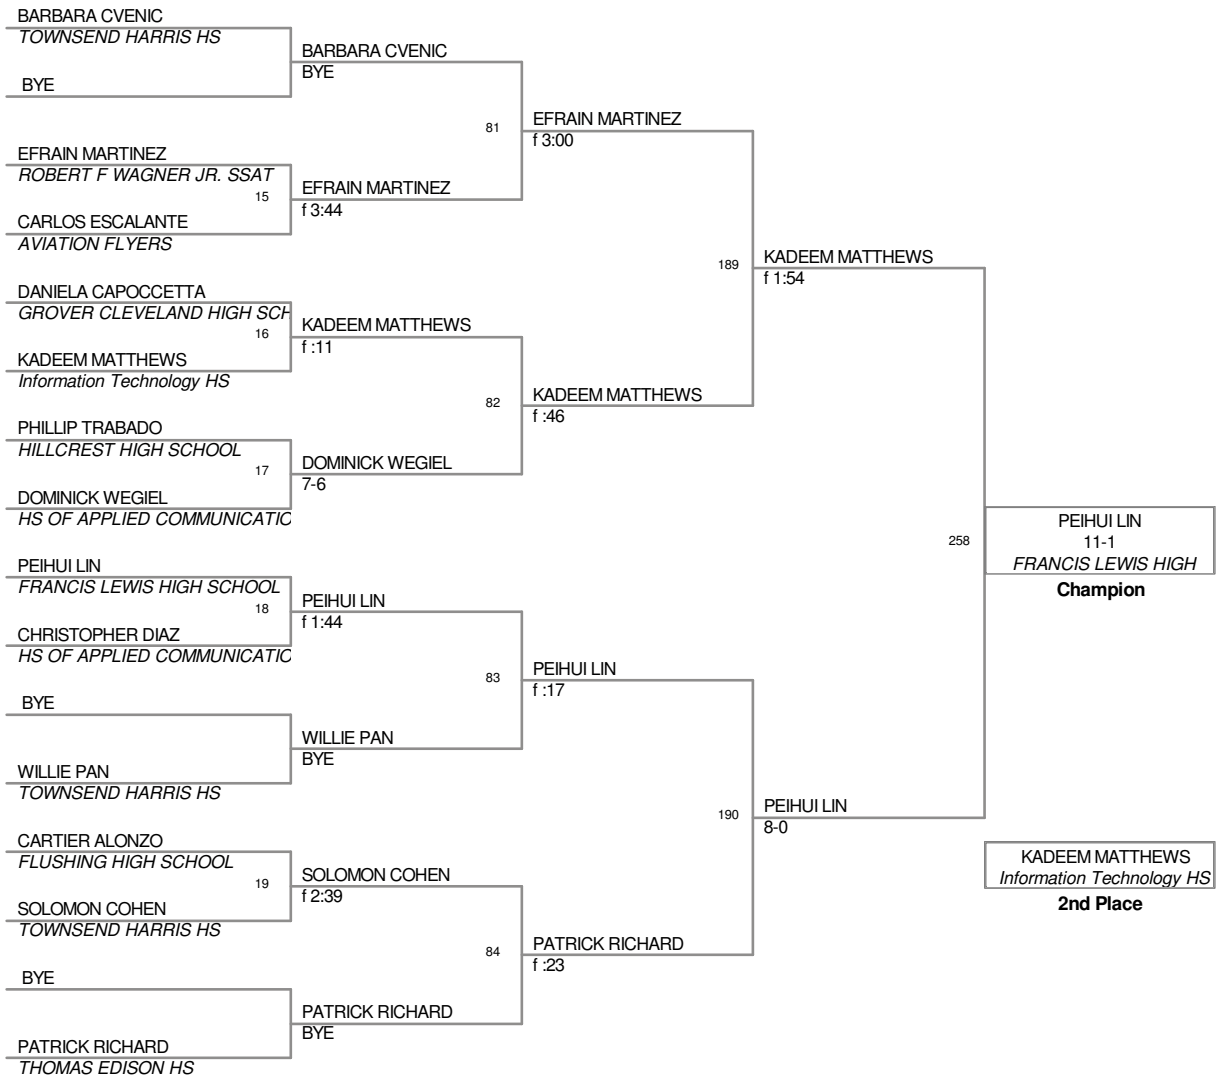 BARBARA CVENIC
TOWNSEND HARRIS HS
BARBARA CVENIC
BYE
BYE
81
EFRAIN MARTINEZ
f 3:00
EFRAIN MARTINEZ
ROBERT F WAGNER JR. SSAT
15
EFRAIN MARTINEZ
f 3:44
CARLOS ESCALANTE
AVIATION FLYERS
189
KADEEM MATTHEWS
f 1:54
DANIELA CAPOCCETTA
GROVER CLEVELAND HIGH SCH
16
KADEEM MATTHEWS
f :11
KADEEM MATTHEWS
Information Technology HS
82
KADEEM MATTHEWS
f :46
PHILLIP TRABADO
HILLCREST HIGH SCHOOL
17
DOMINICK WEGIEL
7-6
DOMINICK WEGIEL
HS OF APPLIED COMMUNICATIO
258
PEIHUI LIN
11-1
FRANCIS LEWIS HIGH
Champion
PEIHUI LIN
FRANCIS LEWIS HIGH SCHOOL
18
PEIHUI LIN
f 1:44
CHRISTOPHER DIAZ
HS OF APPLIED COMMUNICATIO
83
PEIHUI LIN
f :17
BYE
WILLIE PAN
BYE
WILLIE PAN
TOWNSEND HARRIS HS
190
PEIHUI LIN
8-0
CARTIER ALONZO
FLUSHING HIGH SCHOOL
19
SOLOMON COHEN
f 2:39
SOLOMON COHEN
TOWNSEND HARRIS HS
KADEEM MATTHEWS
Information Technology HS
2nd Place
84
PATRICK RICHARD
f :23
BYE
PATRICK RICHARD
BYE
PATRICK RICHARD
THOMAS EDISON HS